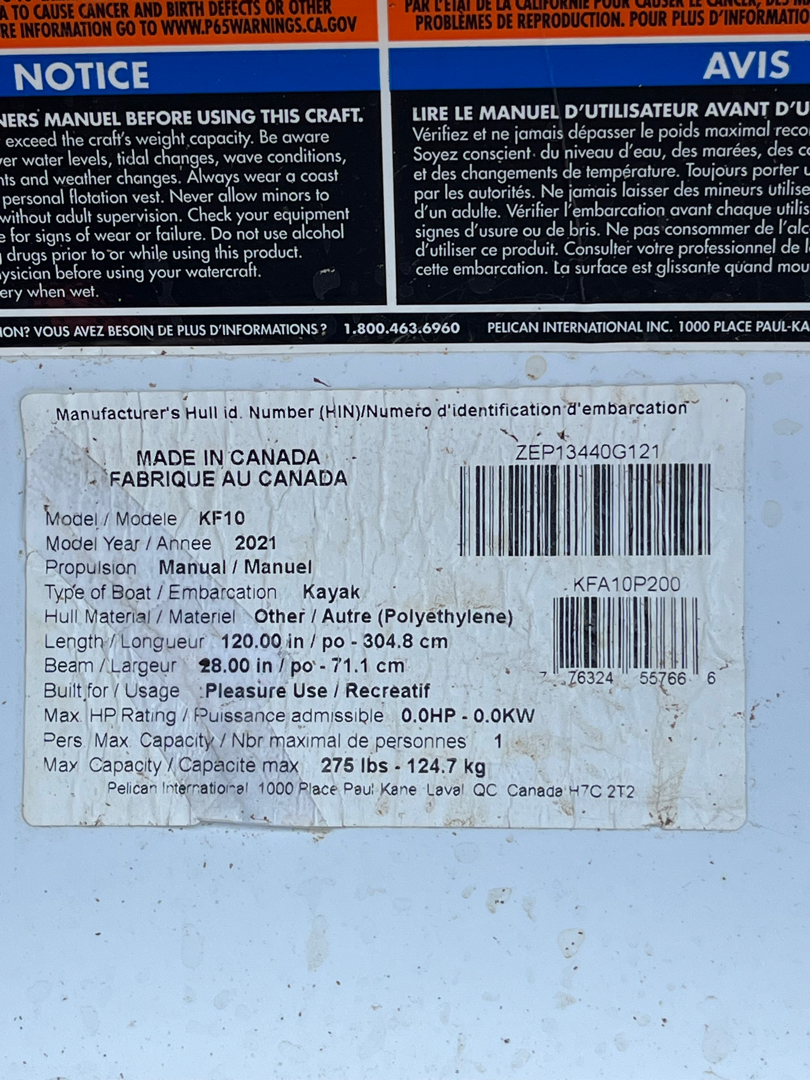 A TO CAUSE CANCER AND BIRTH DEFECTS OR OTHER
RE INFORMATION GO TO WWW.P65WARNINGS.CA.GOV
PAR L'ÉTAT DE LA CALIFORNIE POUR CAUSER LE CANCER, DES
PROBLÈMES DE REPRODUCTION. POUR PLUS D'INFORMATIO
NOTICE
NERS MANUEL BEFORE USING THIS CRAFT.
exceed the craft's weight capacity. Be aware
er water levels, tidal changes, wave conditions,
nts and weather changes. Always wear a coast
personal flotation vest. Never allow minors to
without adult supervision. Check your equipment
e for signs of wear or failure. Do not use alcohol
drugs prior to or while using this product.
ysician before using your watercraft.
ery when wet.
AVIS
LIRE LE MANUEL D'UTILISATEUR AVANT D'U
Vérifiez et ne jamais dépasser le poids maximal reco
Soyez conscient du niveau d'eau, des marées, des co
et des changements de température. Toujours porter u
par les autorités. Ne jamais laisser des mineurs utilise
d'un adulte. Vérifier l'embarcation avant chaque utilis
signes d'usure ou de bris. Ne pas consommer de l'alc
d'utiliser ce produit. Consulter votre professionnel de l
cette embarcation. La surface est glissante quand mou
ION? VOUS AVEZ BESOIN DE PLUS D'INFORMATIONS? 1.800.463.6960 PELICAN INTERNATIONAL INC. 1000 PLACE PAUL-KA
Manufacturer's Hull id. Number (HIN)/Numero d'identification d'embarcation
MADE IN CANADA
FABRIQUE AU CANADA
ZEP13440G121
Model / Modele KF10
Model Year / Annee 2021
Propulsion Manual / Manuel
Type of Boat / Embarcation Kayak
Hull Material / Materiel Other / Autre (Polyethylene)
Length / Longueur 120.00 in / po - 304.8 cm
Beam / Largeur 28.00 in / po - 71.1 cm
Built for / Usage Pleasure Use / Recreatif
Max. HP Rating / Puissance admissible 0.0HP - 0.0KW
Pers. Max. Capacity / Nbr maximal de personnes 1
Max Capacity / Capacite max 275 lbs - 124.7 kg
KFA10P200
7 76324 55766 6
Pelican International 1000 Place Paul Kane Laval QC Canada H7C 2T2